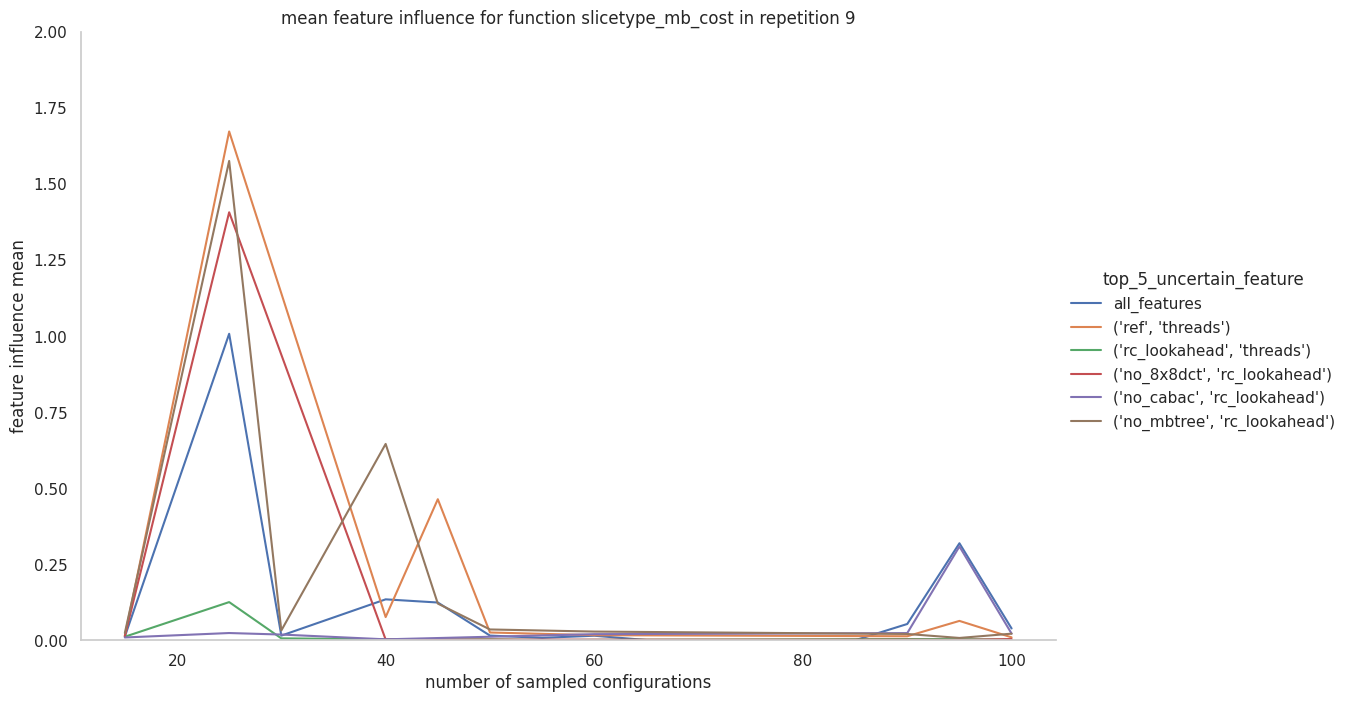 mean feature influence for function slicetype_mb_cost in repetition 9
2.00
1.75
1.50
1.25
1.00
0.75
0.50
0.25
0.00
feature influence mean
20
40
60
80
100
number of sampled configurations
top_5_uncertain_feature
all_features
('ref', 'threads')
('rc_lookahead', 'threads')
('no_8x8dct', 'rc_lookahead')
('no_cabac', 'rc_lookahead')
('no_mbtree', 'rc_lookahead')